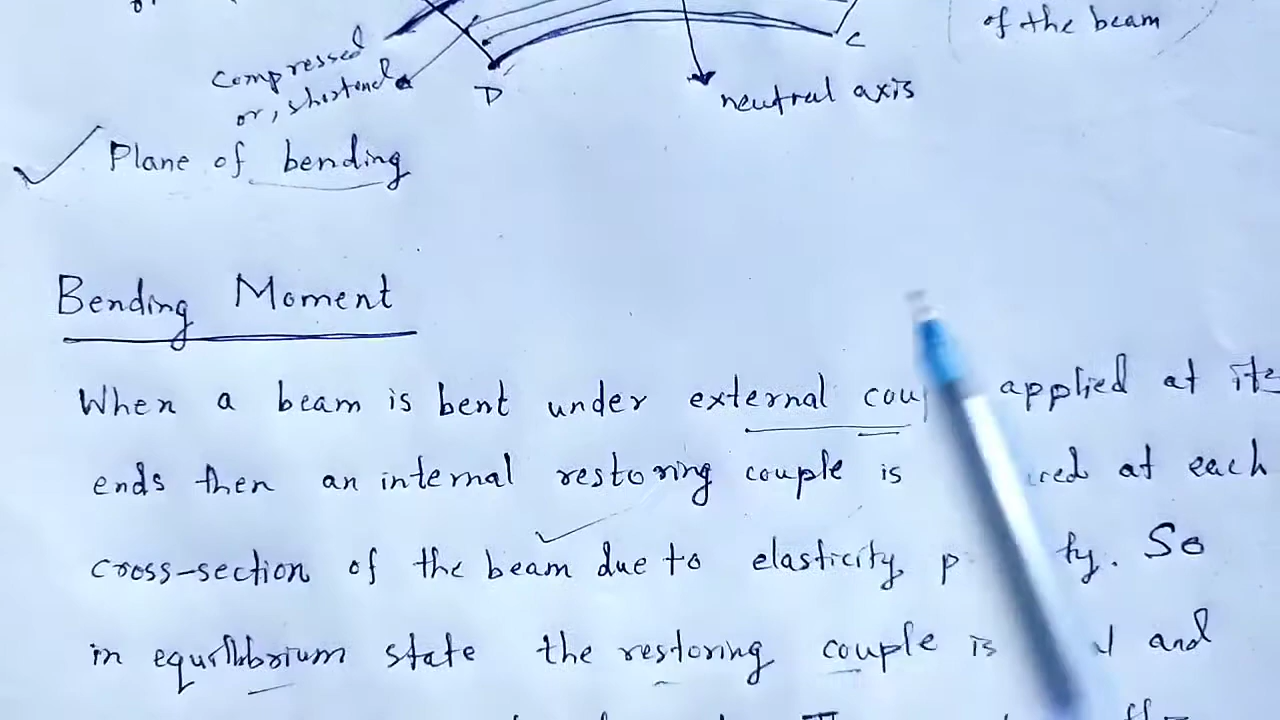 of the beam
C
Compressed
or, shortened
D
neutral axis
Plane of bending
Bending Moment
When a beam is bent under external cou applied at its
ends then an internal restoring couple is at each
cross-section of the beam due to elasticity p ty. So
in equilibrium state the restoring couple is and